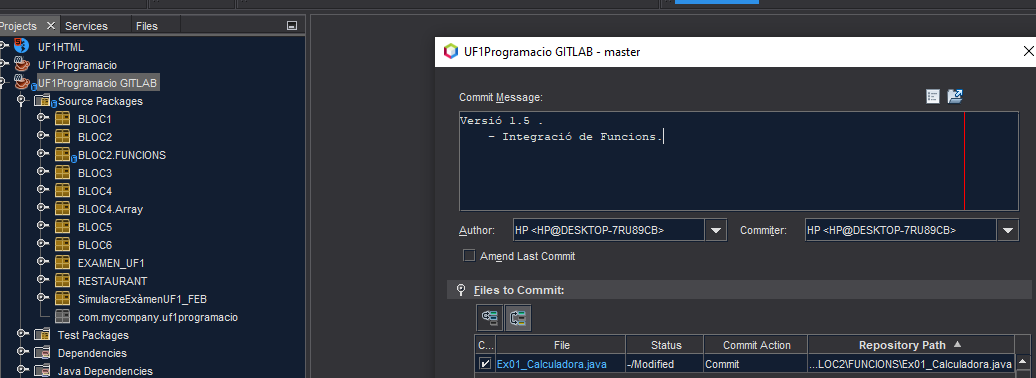 Projects
Services
Files
UF1HTML
UF1Programacio
UF1Programacio GITLAB
Source Packages
BLOC1
BLOC2
BLOC2.FUNCIONS
BLOC3
BLOC4
BLOC4.Array
BLOC5
BLOC6
EXAMEN_UF1
RESTAURANT
SimulacreExàmenUF1_FEB
com.mycompany.uf1programacio
Test Packages
Dependencies
Java Dependencies
UF1Programacio GITLAB - master
Commit Message:
Versió 1.5 .
- Integració de Funcions.
Author: HP <HP@DESKTOP-7RU89CB> Commiter: HP <HP@DESKTOP-7RU89CB>
Amend Last Commit
Files to Commit:
C... File Status Commit Action Repository Path
Ex01_Calculadora.java -/Modified Commit ...LOC2\FUNCIONS\Ex01_Calculadora.java